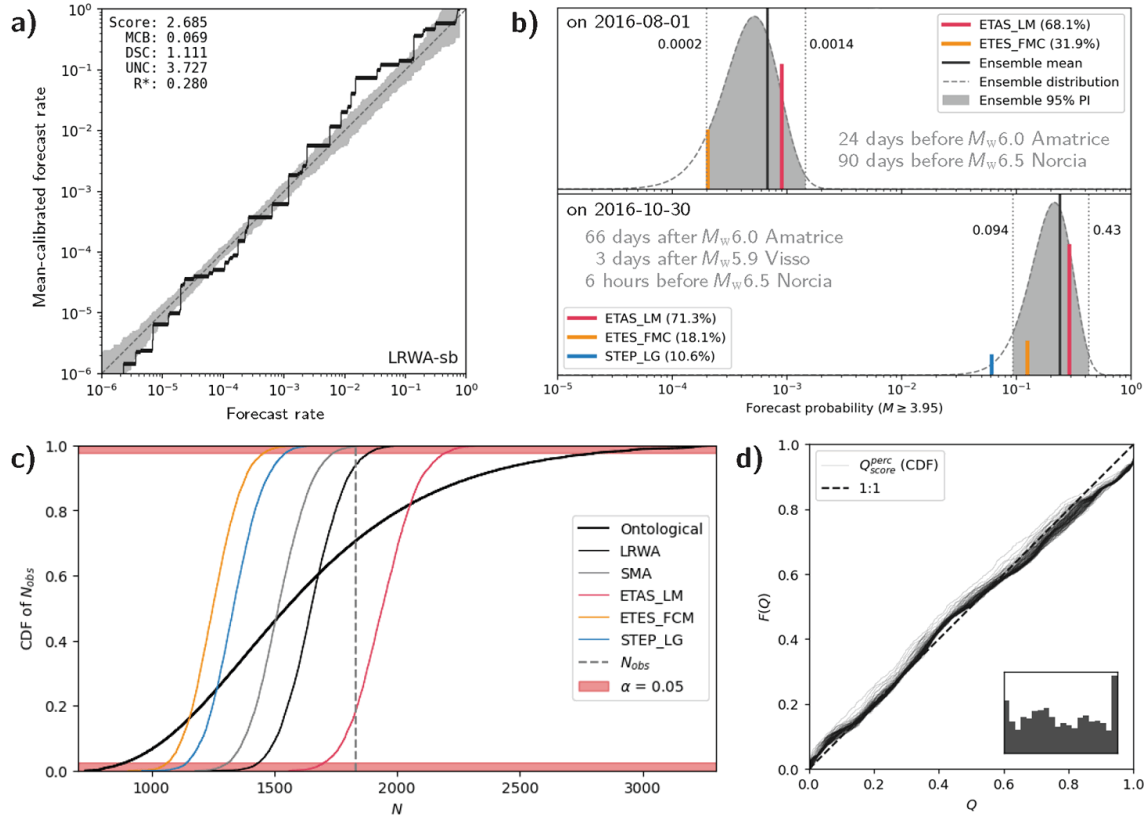 a)
Score: 2.685
MCB: 0.069
DSC: 1.111
UNC: 3.727
R*: 0.280
10^0
10^-1
10^-2
10^-3
10^-4
10^-5
10^-6
Mean-calibrated forecast rate
LRWA-sb
10^-6
10^-5
10^-4
10^-3
10^-2
10^-1
10^0
Forecast rate
b)
on 2016-08-01
0.0002
0.0014
ETAS_LM (68.1%)
ETES_FMC (31.9%)
Ensemble mean
Ensemble distribution
Ensemble 95% PI
24 days before Mw6.0 Amatrice
90 days before Mw6.5 Norcia
on 2016-10-30
0.094
0.43
66 days after Mw6.0 Amatrice
3 days after Mw5.9 Visso
6 hours before Mw6.5 Norcia
ETAS_LM (71.3%)
ETES_FMC (18.1%)
STEP_LG (10.6%)
10^-5
10^-4
10^-3
10^-2
10^-1
10^0
Forecast probability (M ≥ 3.95)
c)
1.0
0.8
0.6
0.4
0.2
0.0
CDF of N_obs
Ontological
LRWA
SMA
ETAS_LM
ETES_FCM
STEP_LG
N_obs
α = 0.05
1000
1500
2000
2500
3000
N
d)
1.0
0.8
0.6
0.4
0.2
0.0
F(Q)
Q_score^perc (CDF)
1:1
0.0
0.2
0.4
0.6
0.8
1.0
Q